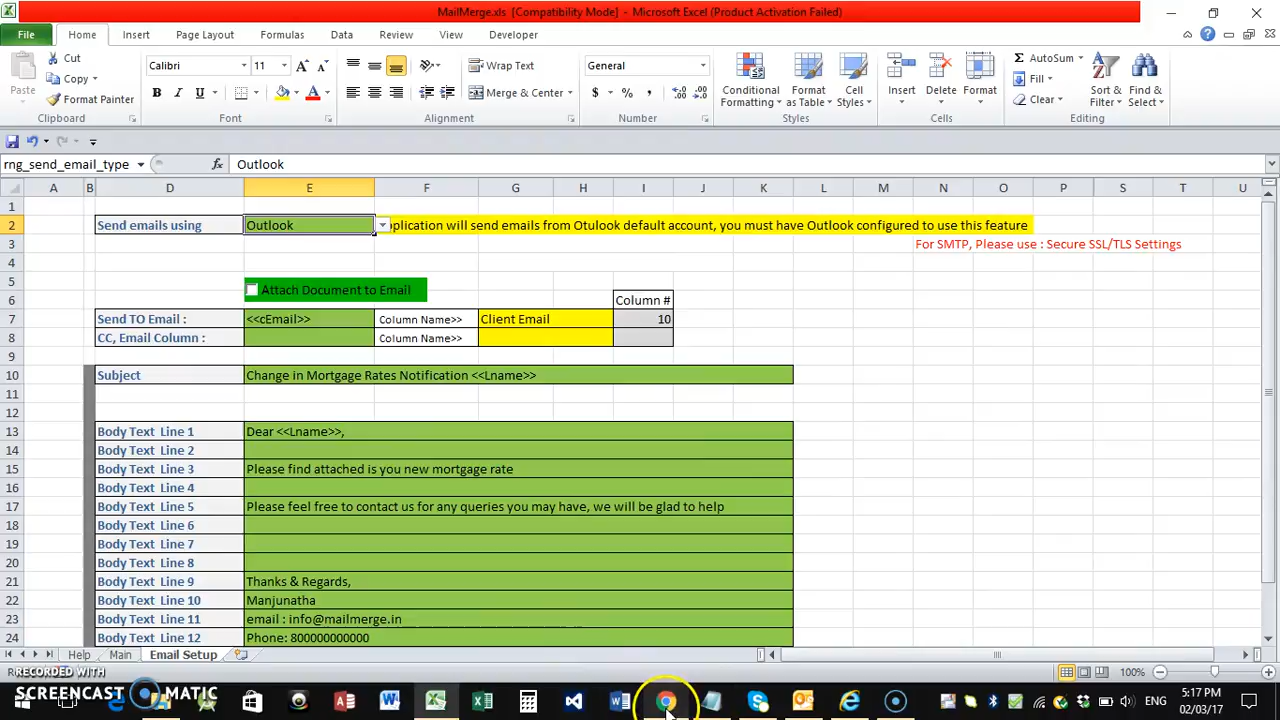 MailMerge.xls [Compatibility Mode] - Microsoft Excel (Product Activation Failed)
File Home Insert Page Layout Formulas Data Review View Developer
Paste
Cut
Copy
Format Painter
Clipboard
Calibri 11
B I U
Font
Wrap Text
Merge & Center
Alignment
General
$ % ,
Number
Conditional Formatting
Format as Table
Cell Styles
Styles
Insert Delete Format
Cells
AutoSum
Fill
Clear
Sort & Filter
Find & Select
Editing
rng_send_email_type fx Outlook
A B D E F G H I J K L M N O P Q R S T U
1
2 Send emails using Outlook pplication will send emails from Otulook default account, you must have Outlook configured to use this feature
3 For SMTP, Please use : Secure SSL/TLS Settings
4
5 Attach Document to Email
6 Column #
7 Send TO Email : <<cEmail>> Column Name>> Client Email 10
8 CC, Email Column : Column Name>>
9
10 Subject Change in Mortgage Rates Notification <<Lname>>
11
12
13 Body Text Line 1 Dear <<Lname>>,
14 Body Text Line 2
15 Body Text Line 3 Please find attached is you new mortgage rate
16 Body Text Line 4
17 Body Text Line 5 Please feel free to contact us for any queries you may have, we will be glad to help
18 Body Text Line 6
19 Body Text Line 7
20 Body Text Line 8
21 Body Text Line 9 Thanks & Regards,
22 Body Text Line 10 Manjunatha
23 Body Text Line 11 email : info@mailmerge.in
24 Body Text Line 12 Phone: 800000000000
Help Main Email Setup
100%
RECORDED WITH
SCREENCAST MATIC
ENG
5:17 PM
02/03/17